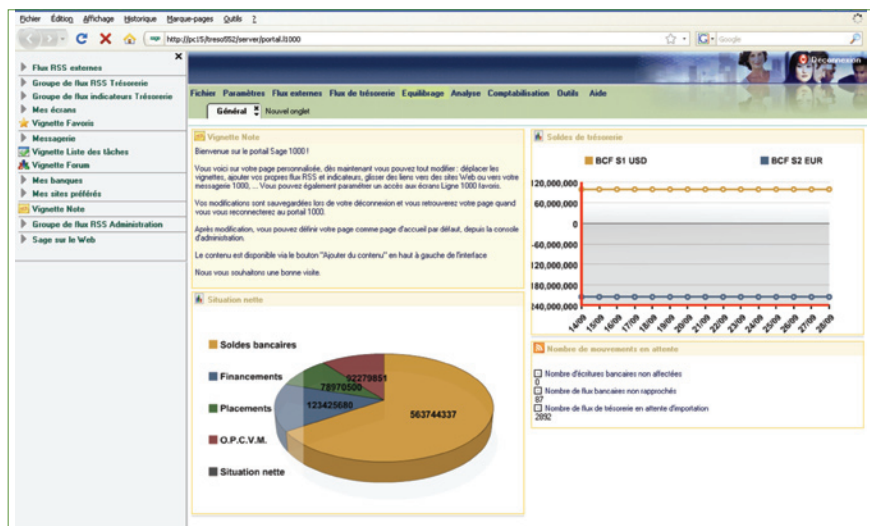 Fichier Édition Affichage Historique Marque-pages Outils ?
http://pc15/treso552/server/portal.l1000
Google
Déconnexion
Flux RSS externes
Groupe de flux RSS Trésorerie
Groupe de flux indicateurs Trésorerie
Mes écrans
Vignette Favoris
Messagerie
Vignette Liste des tâches
Vignette Forum
Mes banques
Mes sites préférés
Vignette Note
Groupe de flux RSS Administration
Sage sur le Web
Fichier Paramètres Flux externes Flux de trésorerie Equilibrage Analyse Comptabilisation Outils Aide
Général Nouvel onglet
Vignette Note
Bienvenue sur le portail Sage 1000 !
Vous voici sur votre page personnalisée, dès maintenant vous pouvez tout modifier : déplacer les
vignettes, ajouter vos propres flux RSS et indicateurs, glisser des liens vers des sites Web ou vers votre
messagerie 1000, ... Vous pouvez également paramétrer un accès aux écrans Ligne 1000 favoris.
Vos modifications sont sauvegardées lors de votre déconnexion et vous retrouverez votre page quand
vous vous reconnecterez au portail 1000.
Après modification, vous pouvez définir votre page comme page d'accueil par défaut, depuis la console
d'administration.
Le contenu est disponible via le bouton "Ajouter du contenu" en haut à gauche de l'interface
Nous vous souhaitons une bonne visite.
Situation nette
Soldes bancaires
Financements
Placements
O.P.C.V.M.
Situation nette
92279851
78970500
123425680
563744337
Soldes de trésorerie
BCF S1 USD BCF S2 EUR
120,000,000
60,000,000
0
-60,000,000
120,000,000
180,000,000
240,000,000
14/09 15/09 16/09 17/09 18/09 19/09 20/09 21/09 22/09 23/09 24/09 25/09 26/09 27/09 28/09
Nombre de mouvements en attente
Nombre d'écritures bancaires non affectées
0
Nombre de flux bancaires non rapprochés
87
Nombre de flux de trésorerie en attente d'importation
2892